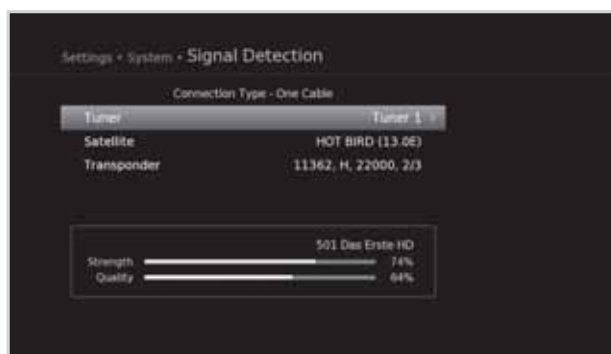 Settings • System • Signal Detection
Connection Type - One Cable
Tuner Tuner 1 >
Satellite HOT BIRD (13.0E)
Transponder 11362, H, 22000, 2/3
501 Das Erste HD
Strength 74%
Quality 64%